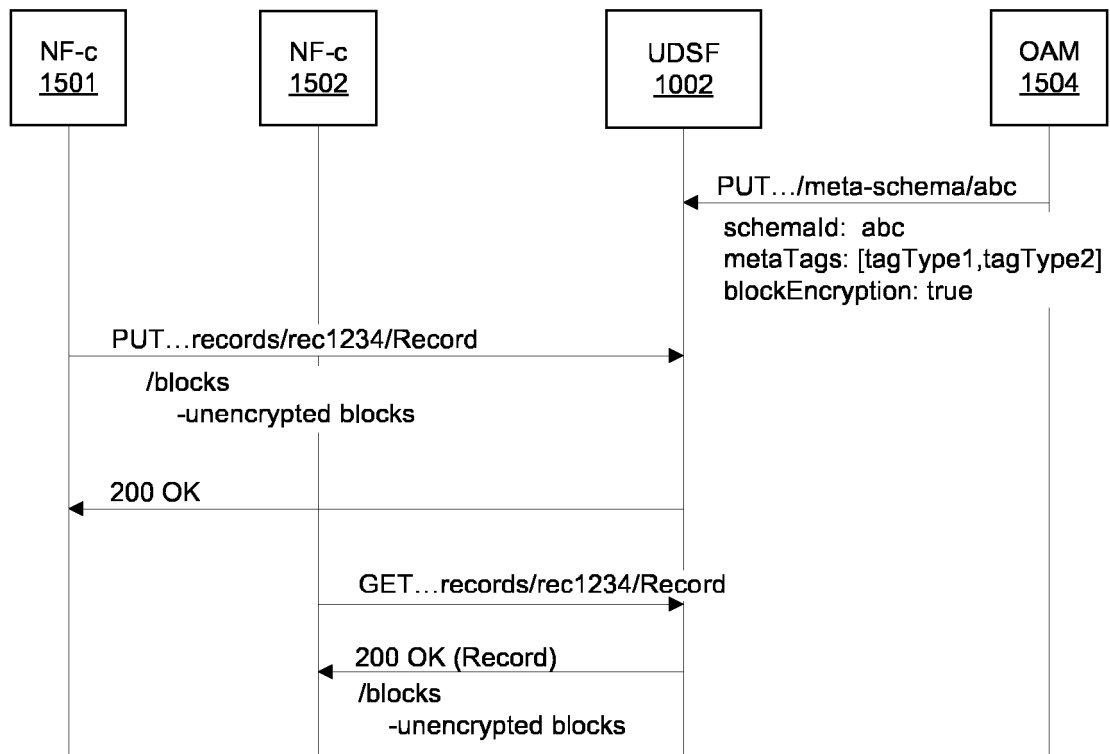 NF-c
1501
NF-c
1502
UDSF
1002
OAM
1504
PUT…/meta-schema/abc
schemaId: abc
metaTags: [tagType1,tagType2]
blockEncryption: true
PUT…records/rec1234/Record
/blocks
-unencrypted blocks
200 OK
GET…records/rec1234/Record
200 OK (Record)
/blocks
-unencrypted blocks